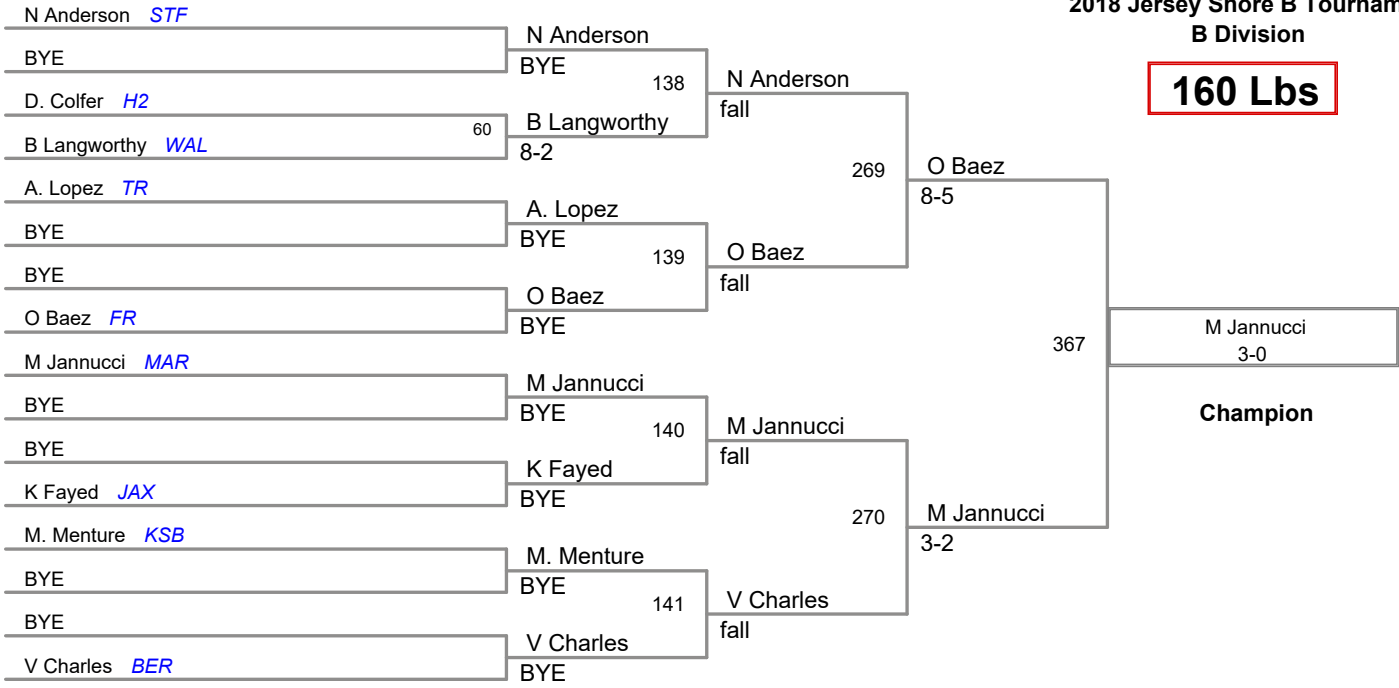 2018 Jersey Shore B Tournam
B Division
160 Lbs
N Anderson STF
BYE
D. Colfer H2
B Langworthy WAL
A. Lopez TR
BYE
BYE
O Baez FR
M Jannucci MAR
BYE
BYE
K Fayed JAX
M. Menture KSB
BYE
BYE
V Charles BER
N Anderson
BYE
60
B Langworthy
8-2
A. Lopez
BYE
O Baez
BYE
M Jannucci
BYE
K Fayed
BYE
M. Menture
BYE
V Charles
BYE
138
N Anderson
fall
139
O Baez
fall
140
M Jannucci
fall
141
V Charles
fall
269
O Baez
8-5
270
M Jannucci
3-2
367
M Jannucci
3-0
Champion